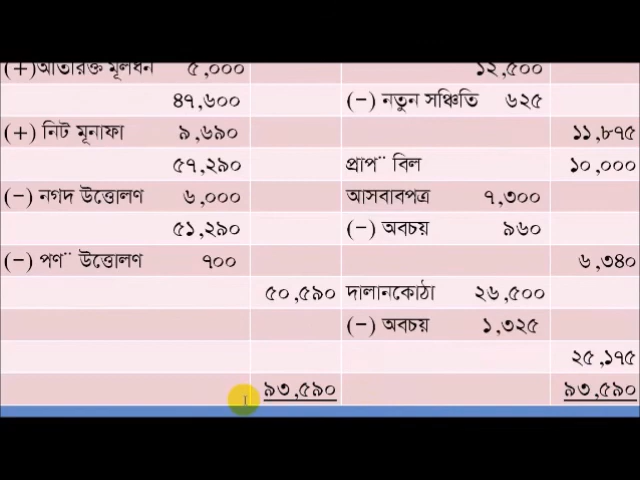 (+)অতিরিক্ত মূলধন ৫,০০০ ১২,৫০০
৪৭,৬০০ (-) নতুন সঞ্চিতি ৬২৫
(+) নিট মূনাফা ৯,৬৯০ ১১,৮৭৫
৫৭,২৯০ প্রাপ¨ বিল ১০,০০০
(-) নগদ উত্তোলণ ৬,০০০ আসবাবপত্র ৭,৩০০
৫১,২৯০ (-) অবচয় ৯৬০
(-) পণ¨ উত্তোলণ ৭০০ ৬,৩৪০
৫০,৫৯০ দালানকোঠা ২৬,৫০০
(-) অবচয় ১,৩২৫
২৫,১৭৫
৯৩,৫৯০ ৯৩,৫৯০